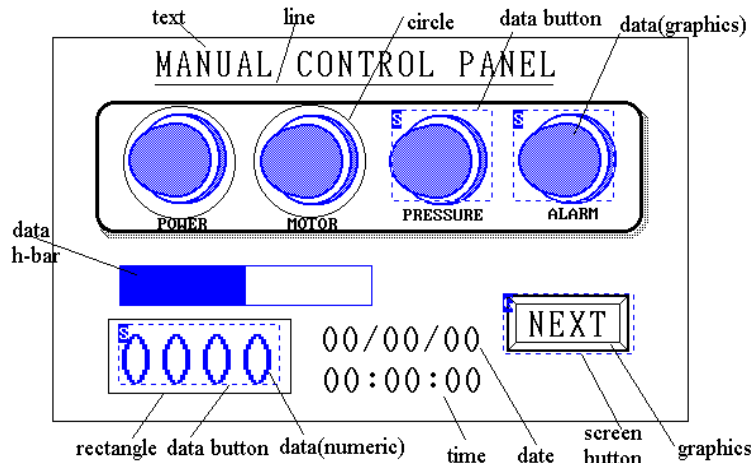 text
line
circle
data button
data(graphics)
MANUAL CONTROL PANEL
S
S
POWER
MOTOR
PRESSURE
ALARM
data
h-bar
S
0000
00/00/00
00:00:00
NEXT
rectangle
data button
data(numeric)
time
date
screen
button
graphics